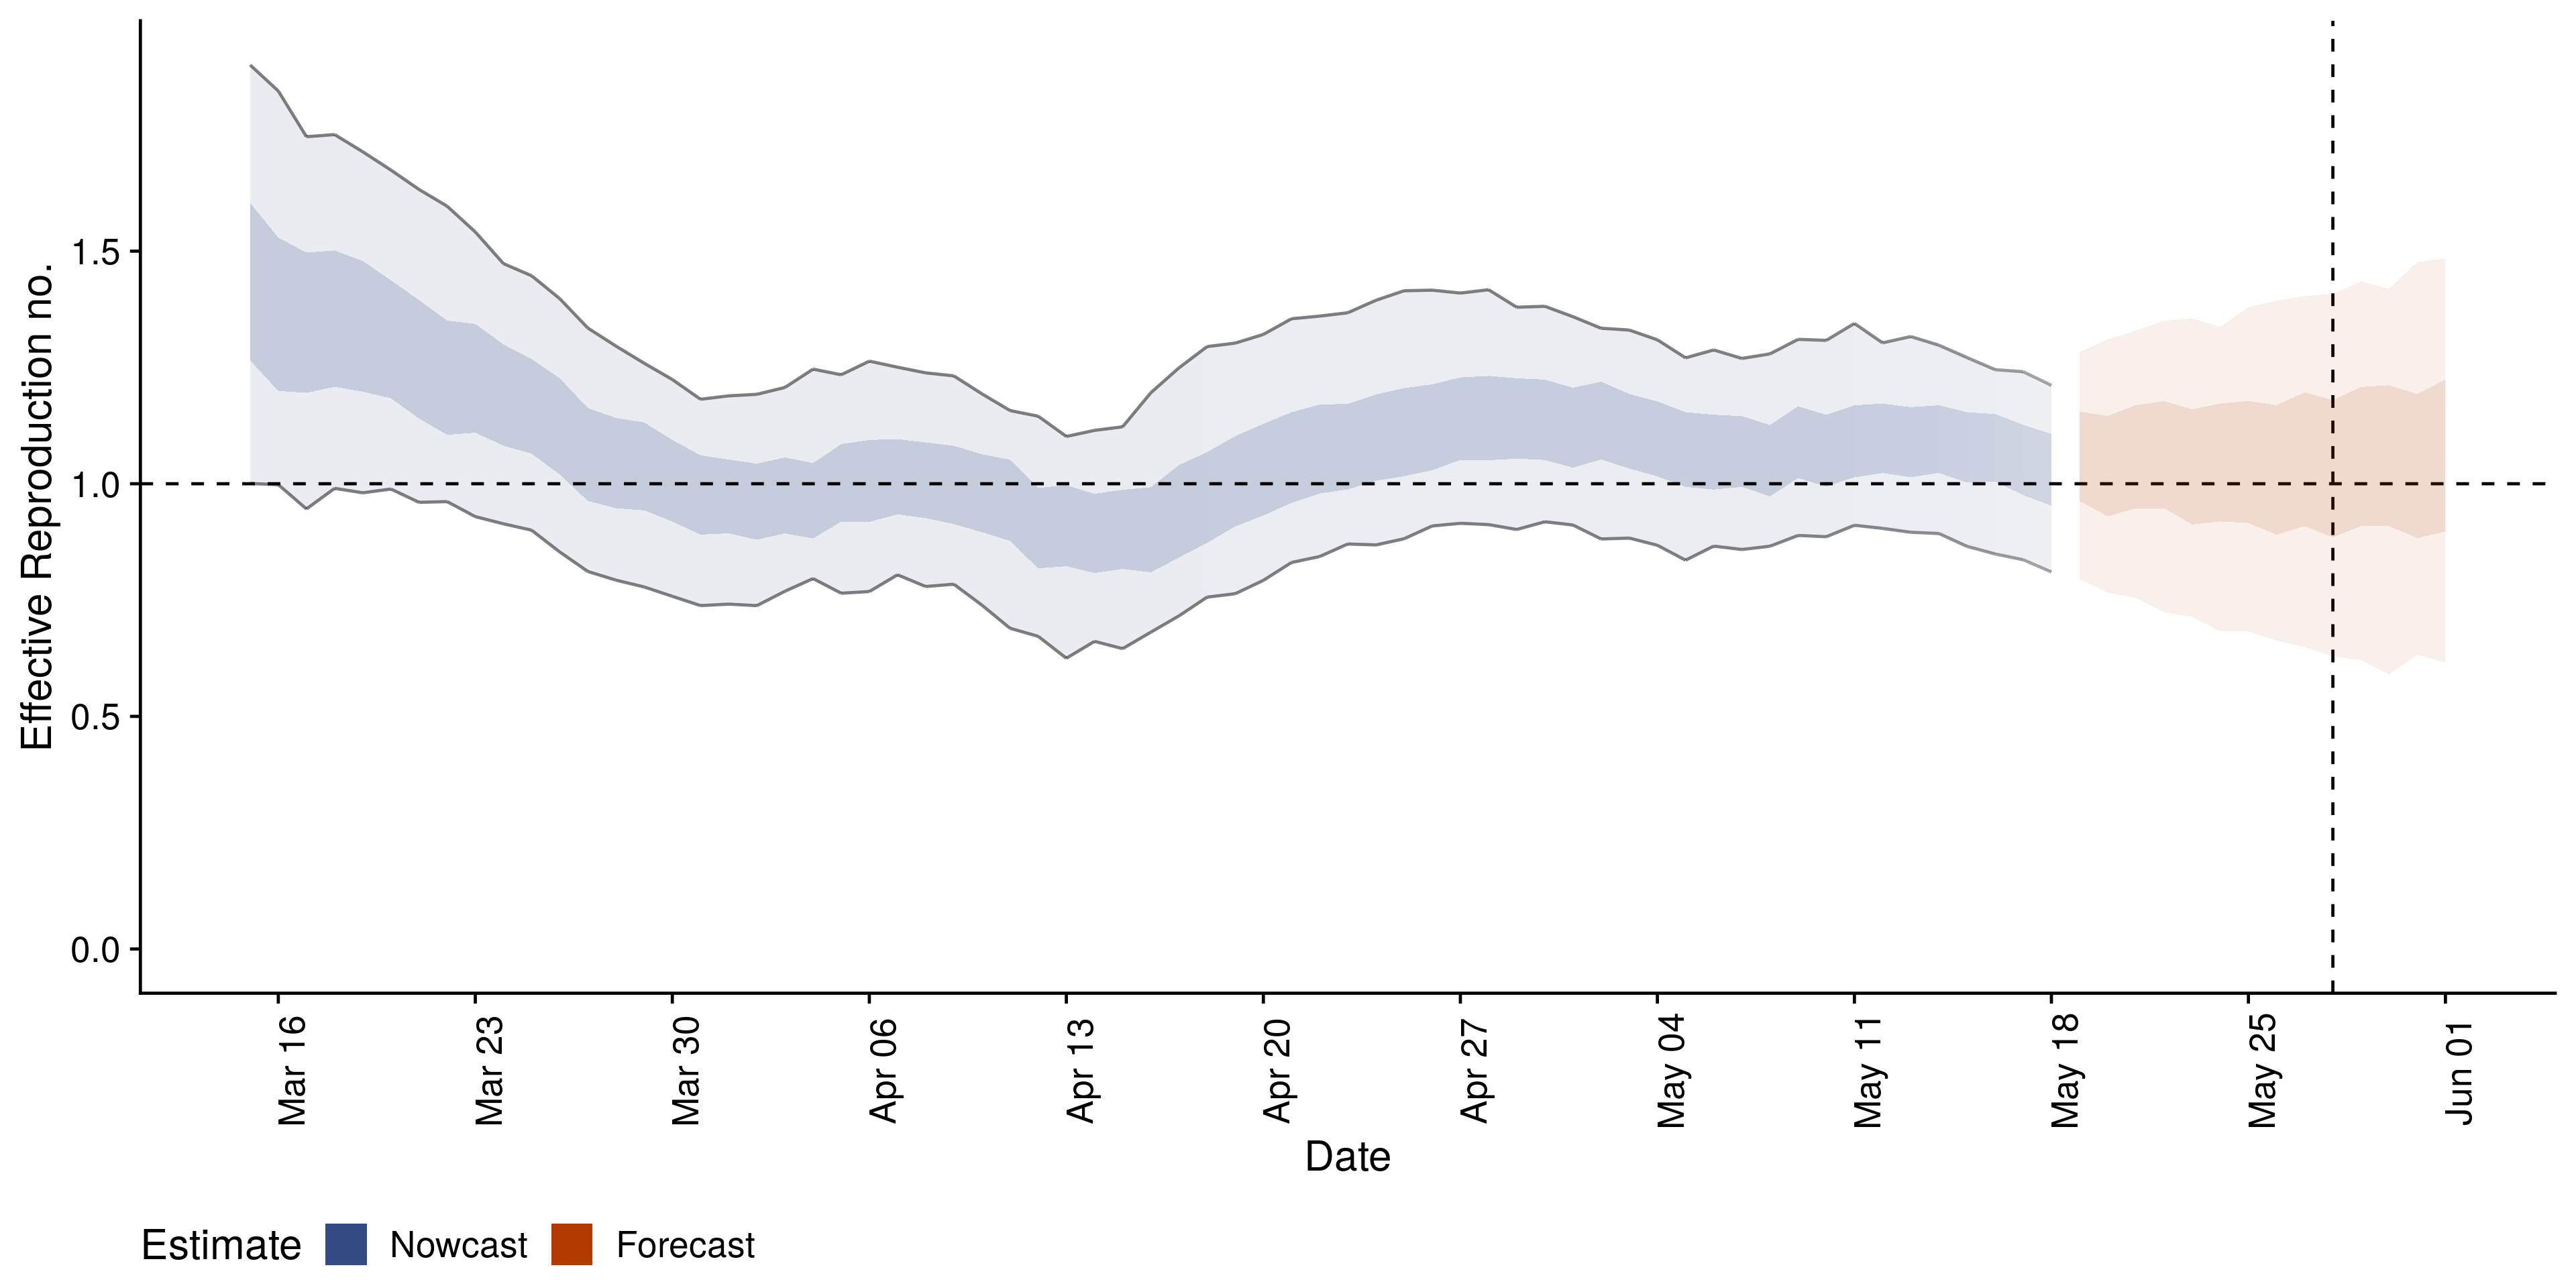 Effective Reproduction no.
1.5
1.0
0.5
0.0
Mar 16
Mar 23
Mar 30
Apr 06
Apr 13
Apr 20
Apr 27
May 04
May 11
May 18
May 25
Jun 01
Date
Estimate Nowcast Forecast